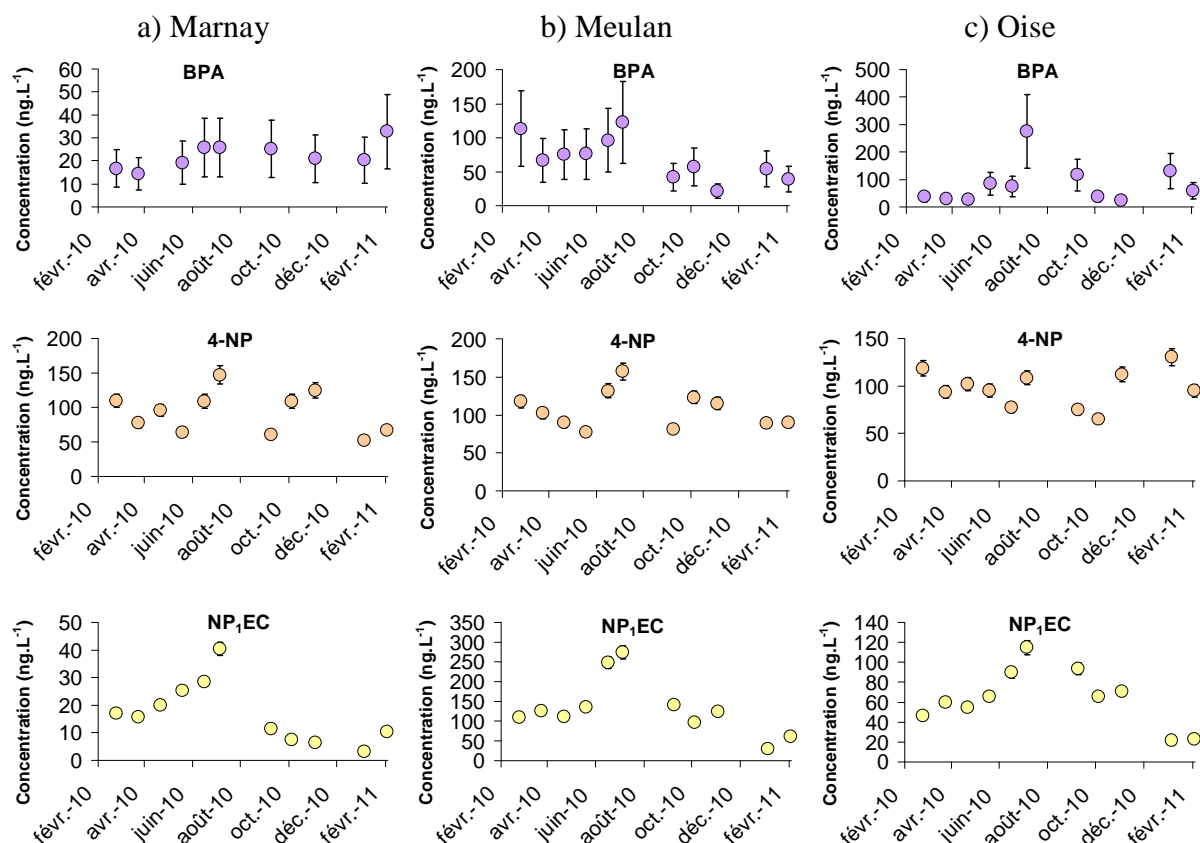 a) Marnay
b) Meulan
c) Oise
BPA
Concentration (ng.L⁻¹)
60
50
40
30
20
10
0
févr.-10
avr.-10
juin-10
août-10
oct.-10
déc.-10
févr.-11
BPA
Concentration (ng.L⁻¹)
200
150
100
50
0
févr.-10
avr.-10
juin-10
août-10
oct.-10
déc.-10
févr.-11
BPA
Concentration (ng.L⁻¹)
500
400
300
200
100
0
févr.-10
avr.-10
juin-10
août-10
oct.-10
déc.-10
févr.-11
4-NP
Concentration (ng.L⁻¹)
200
150
100
50
0
févr.-10
avr.-10
juin-10
août-10
oct.-10
déc.-10
févr.-11
4-NP
Concentration (ng.L⁻¹)
200
150
100
50
0
févr.-10
avr.-10
juin-10
août-10
oct.-10
déc.-10
févr.-11
4-NP
Concentration (ng.L⁻¹)
150
100
50
0
févr.-10
avr.-10
juin-10
août-10
oct.-10
déc.-10
févr.-11
NP₁EC
Concentration (ng.L⁻¹)
50
40
30
20
10
0
févr.-10
avr.-10
juin-10
août-10
oct.-10
déc.-10
févr.-11
NP₁EC
Concentration (ng.L⁻¹)
350
300
250
200
150
100
50
0
févr.-10
avr.-10
juin-10
août-10
oct.-10
déc.-10
févr.-11
NP₁EC
Concentration (ng.L⁻¹)
140
120
100
80
60
40
20
0
févr.-10
avr.-10
juin-10
août-10
oct.-10
déc.-10
févr.-11